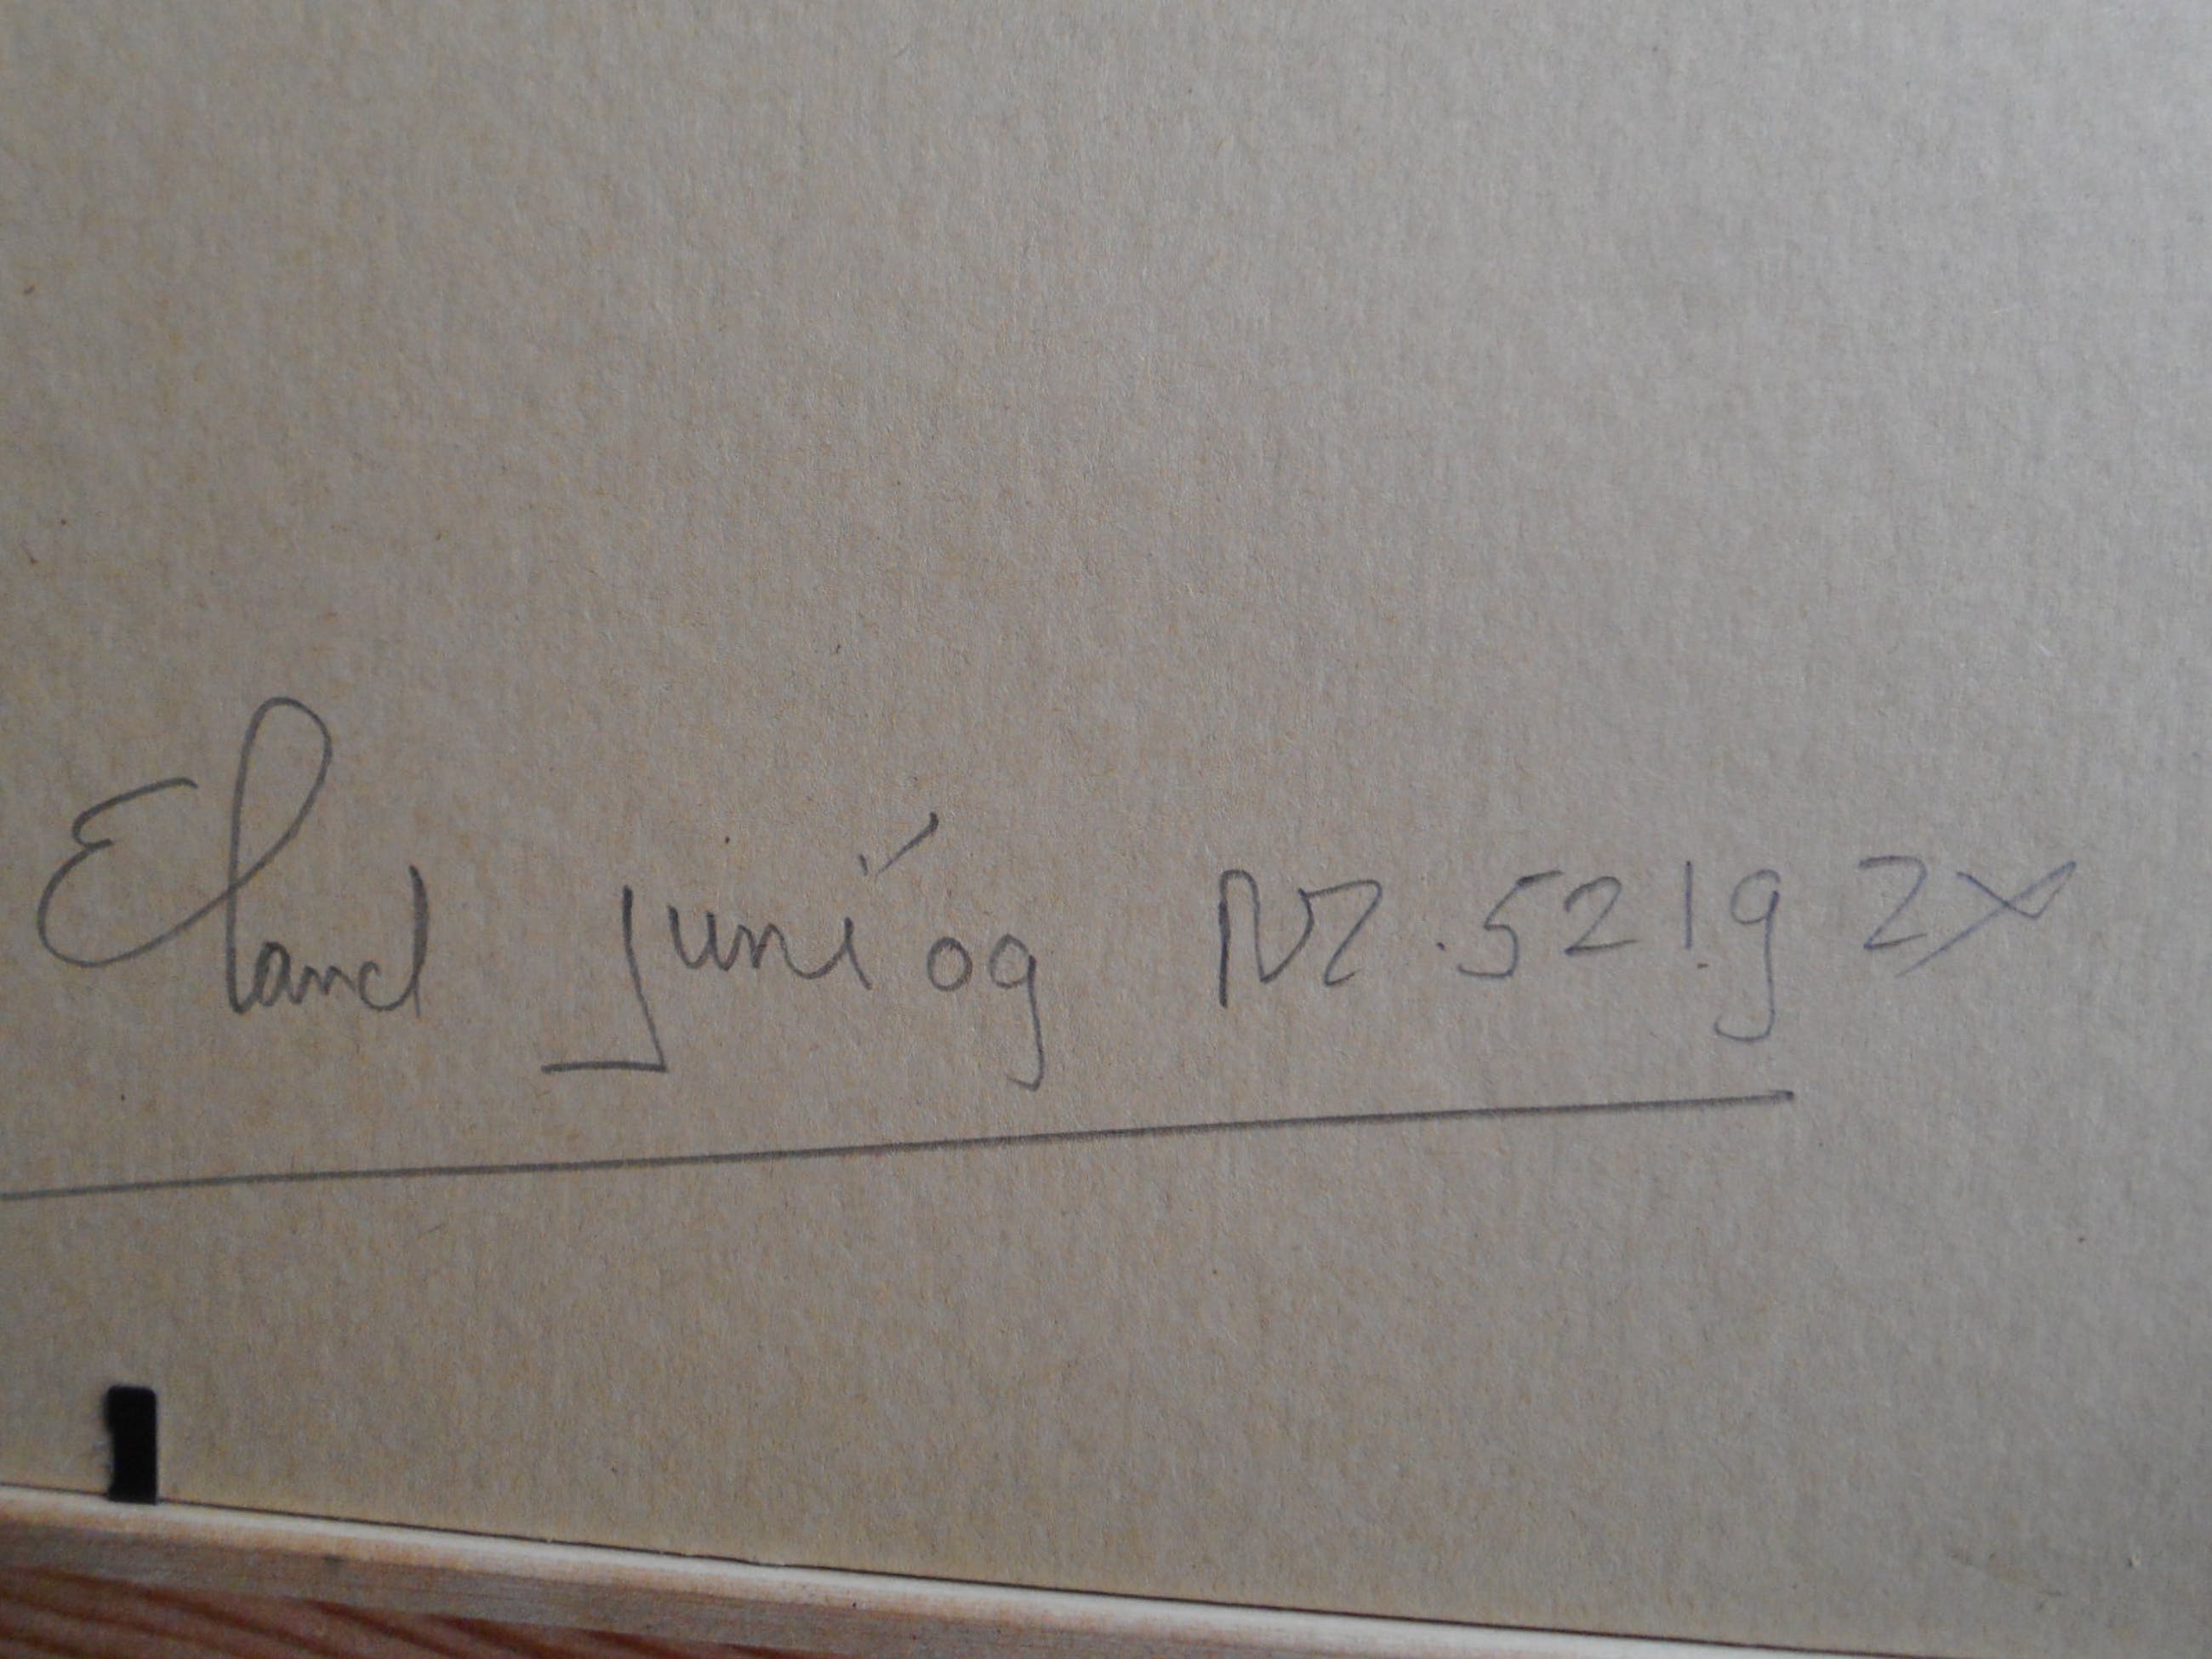 Eland juni '09 Nr. 5219 2x